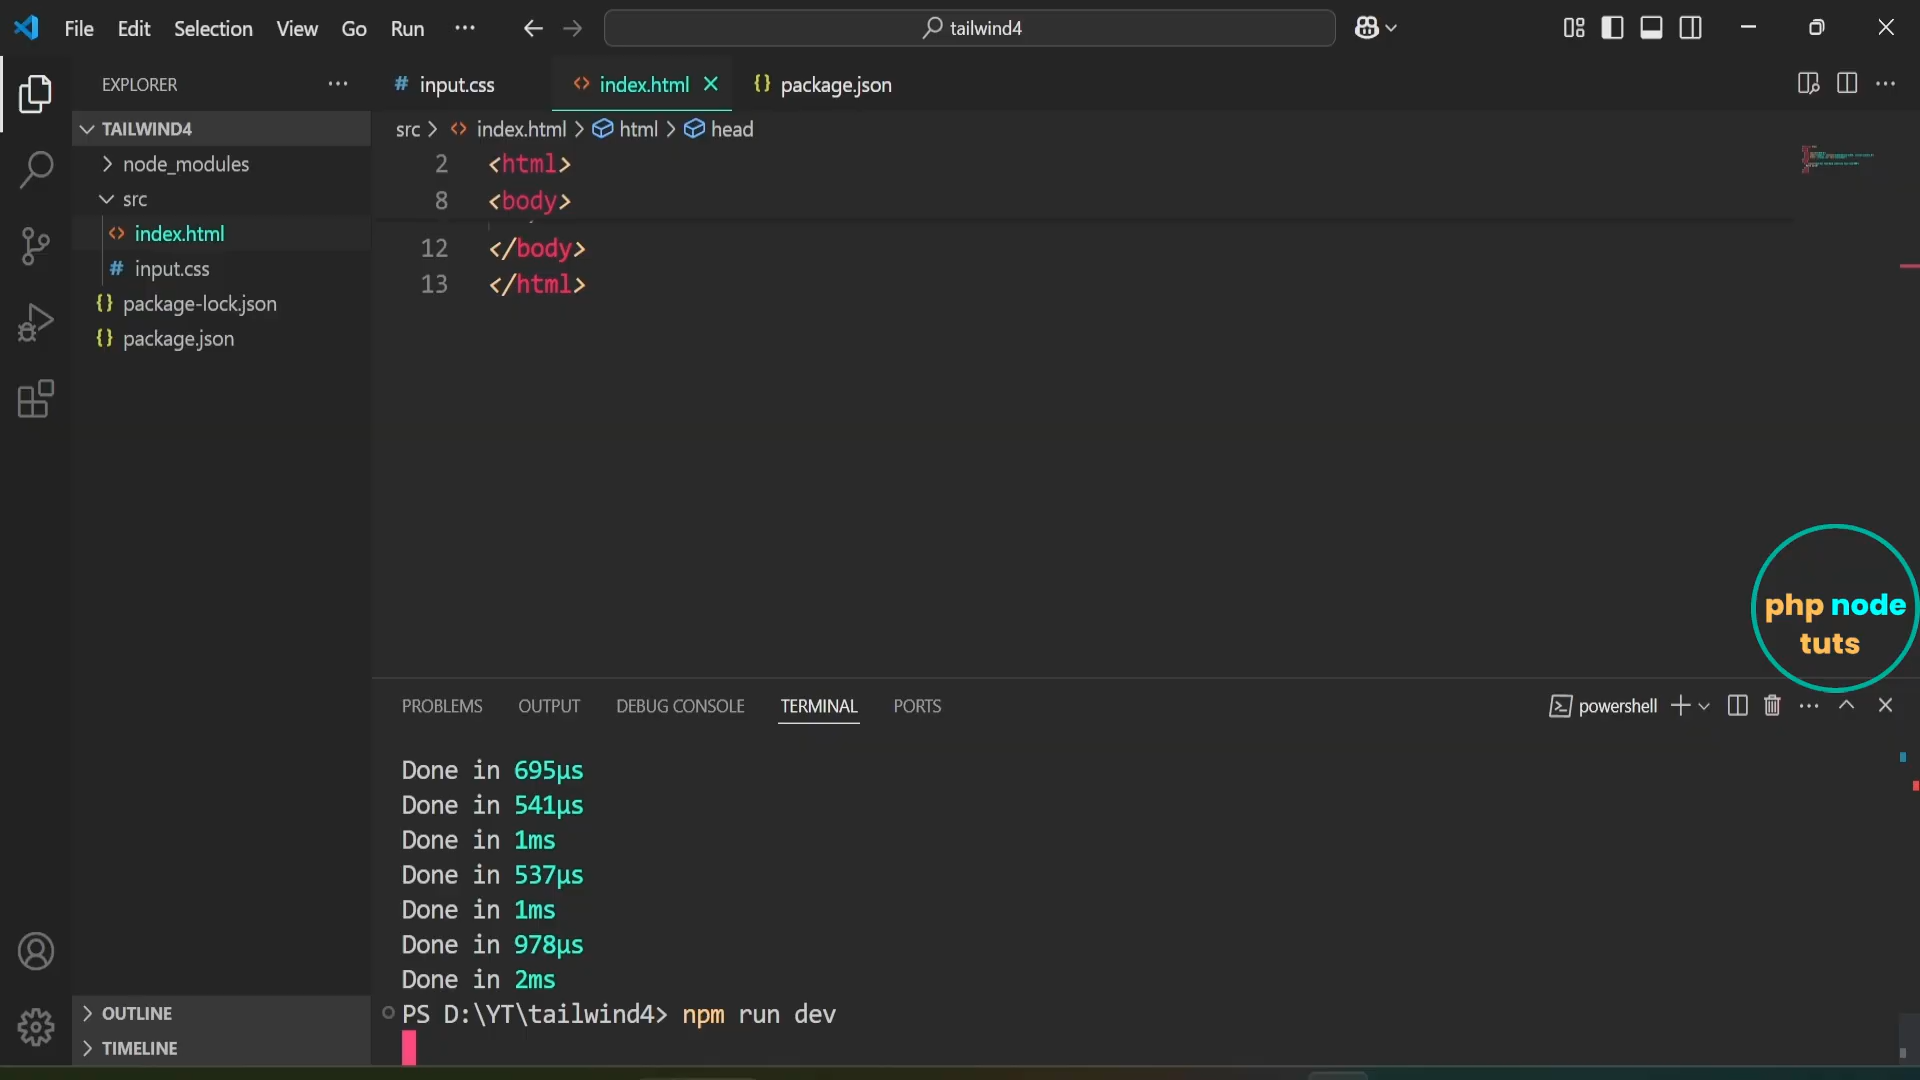 File Edit Selection View Go Run ··· tailwind4
EXPLORER ···
# input.css <> index.html {} package.json
TAILWIND4
src > <> index.html > html > head
node_modules
src
<> index.html
# input.css
{} package-lock.json
{} package.json
2 <html>
8 <body>
12 </body>
13 </html>
php node
tuts
PROBLEMS OUTPUT DEBUG CONSOLE TERMINAL PORTS powershell
Done in 695µs
Done in 541µs
Done in 1ms
Done in 537µs
Done in 1ms
Done in 978µs
Done in 2ms
PS D:\YT\tailwind4> npm run dev
OUTLINE
TIMELINE